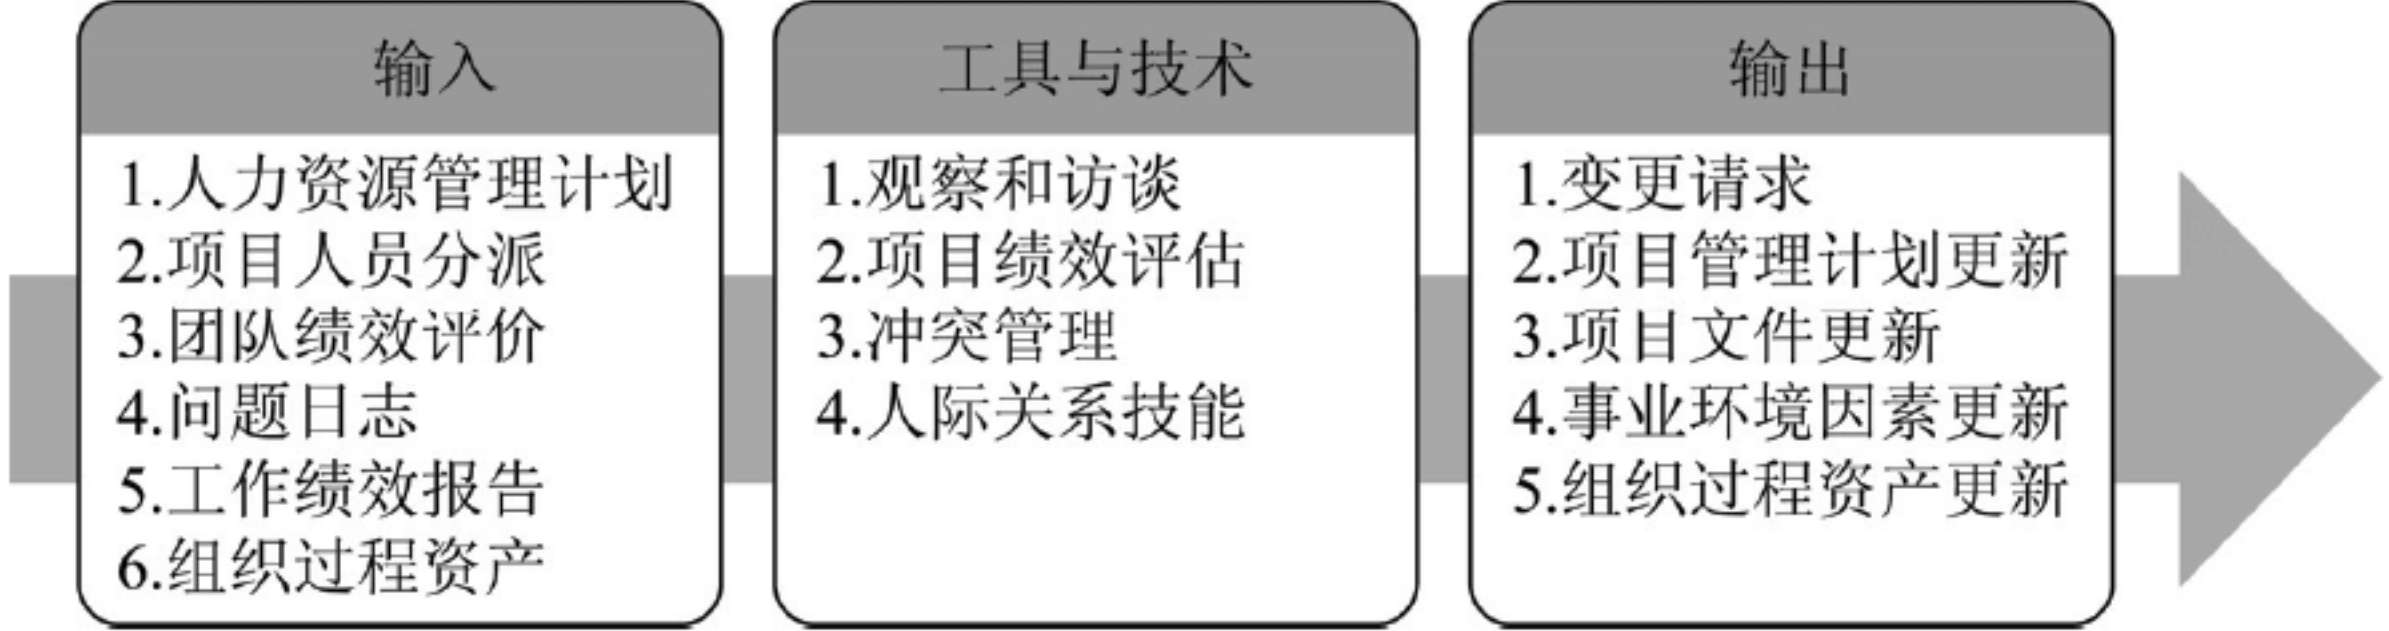 输入
1.人力资源管理计划
2.项目人员分派
3.团队绩效评价
4.问题日志
5.工作绩效报告
6.组织过程资产
工具与技术
1.观察和访谈
2.项目绩效评估
3.冲突管理
4.人际关系技能
输出
1.变更请求
2.项目管理计划更新
3.项目文件更新
4.事业环境因素更新
5.组织过程资产更新